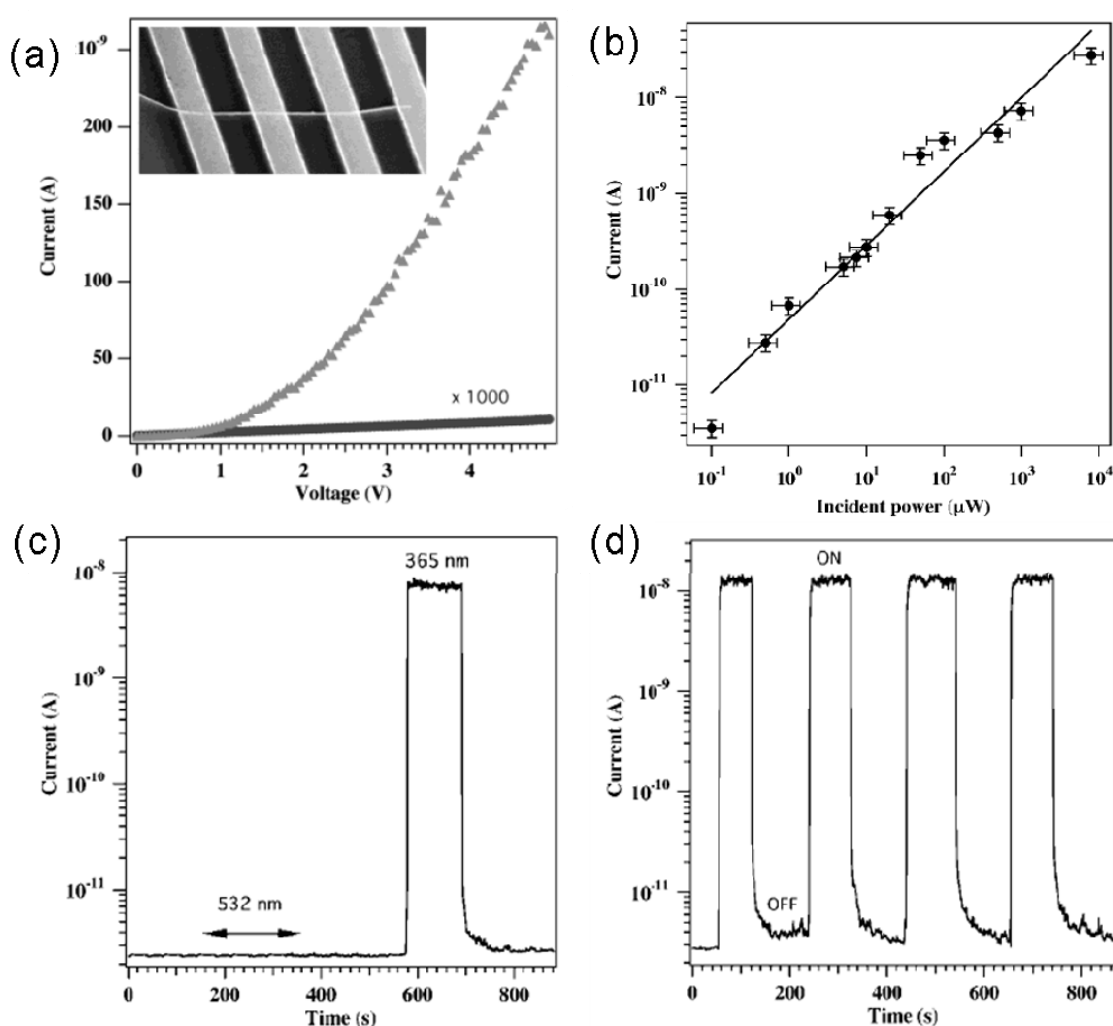 (a)
10-9
200
150
100
50
0
Current (A)
x 1000
0 1 2 3 4
Voltage (V)
(b)
10-8
10-9
10-10
10-11
Current (A)
10-1 100 101 102 103 104
Incident power (μW)
(c)
10-8
10-9
10-10
10-11
Current (A)
365 nm
532 nm
0 200 400 600 800
Time (s)
(d)
10-8
10-9
10-10
10-11
Current (A)
ON
OFF
0 200 400 600 800
Time (s)